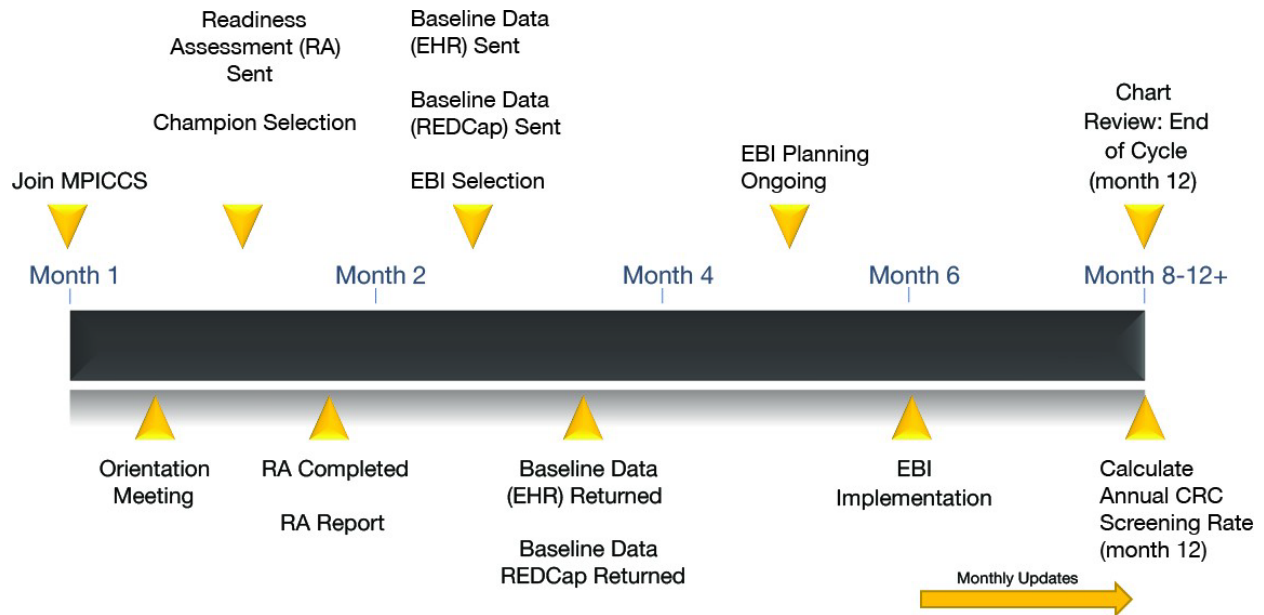 Readiness
Assessment (RA)
Sent
Champion Selection
Baseline Data
(EHR) Sent
Baseline Data
(REDCap) Sent
EBI Selection
Join MPICCS
EBI Planning
Ongoing
Chart
Review: End
of Cycle
(month 12)
Month 1
Month 2
Month 4
Month 6
Month 8-12+
Orientation
Meeting
RA Completed
RA Report
Baseline Data
(EHR) Returned
Baseline Data
REDCap Returned
EBI
Implementation
Calculate
Annual CRC
Screening Rate
(month 12)
Monthly Updates